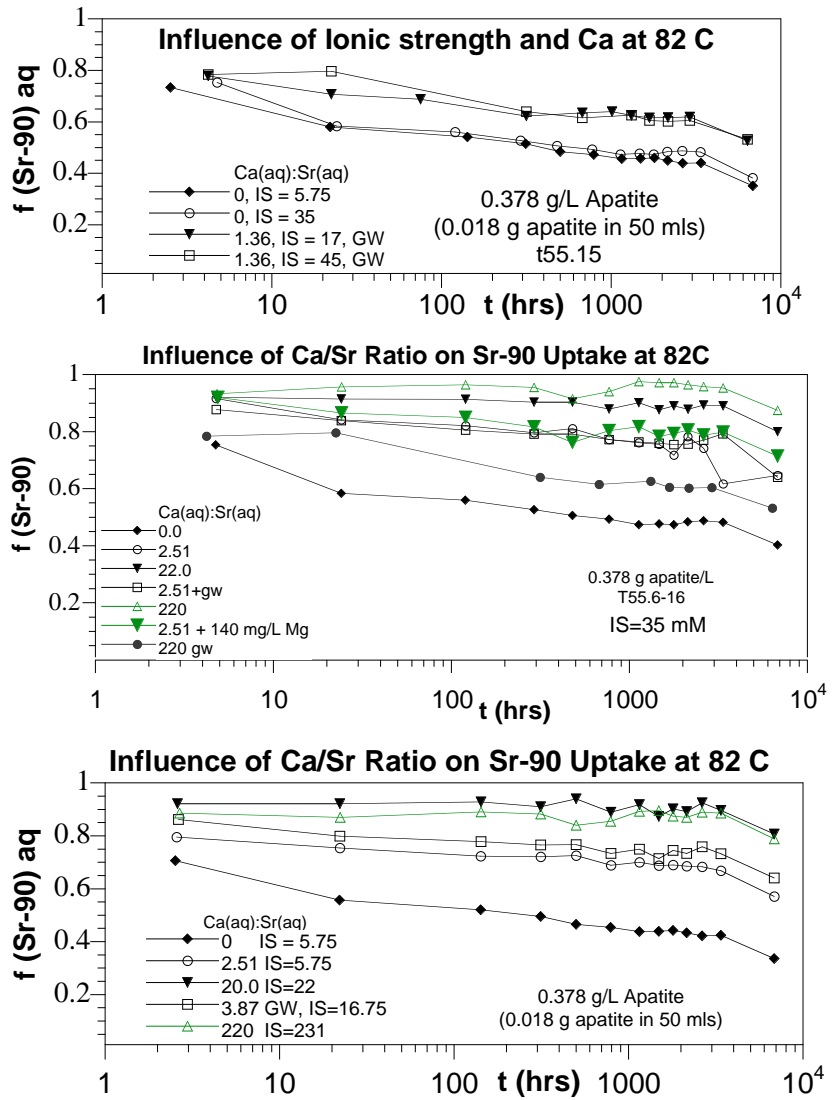 Influence of Ionic strength and Ca at 82 C
1
0.8
0.6
0.4
0.2
f (Sr-90) aq
Ca(aq):Sr(aq)
0, IS = 5.75
0, IS = 35
1.36, IS = 17, GW
1.36, IS = 45, GW
0.378 g/L Apatite
(0.018 g apatite in 50 mls)
t55.15
1
10
100
1000
10^4
t (hrs)
Influence of Ca/Sr Ratio on Sr-90 Uptake at 82C
1
0.8
0.6
0.4
0.2
f (Sr-90)
Ca(aq):Sr(aq)
0.0
2.51
22.0
2.51+gw
220
2.51 + 140 mg/L Mg
220 gw
0.378 g apatite/L
T55.6-16
IS=35 mM
1
10
100
1000
10^4
t (hrs)
Influence of Ca/Sr Ratio on Sr-90 Uptake at 82 C
1
0.8
0.6
0.4
0.2
f (Sr-90) aq
Ca(aq):Sr(aq)
0 IS = 5.75
2.51 IS=5.75
20.0 IS=22
3.87 GW, IS=16.75
220 IS=231
0.378 g/L Apatite
(0.018 g apatite in 50 mls)
1
10
100
1000
10^4
t (hrs)